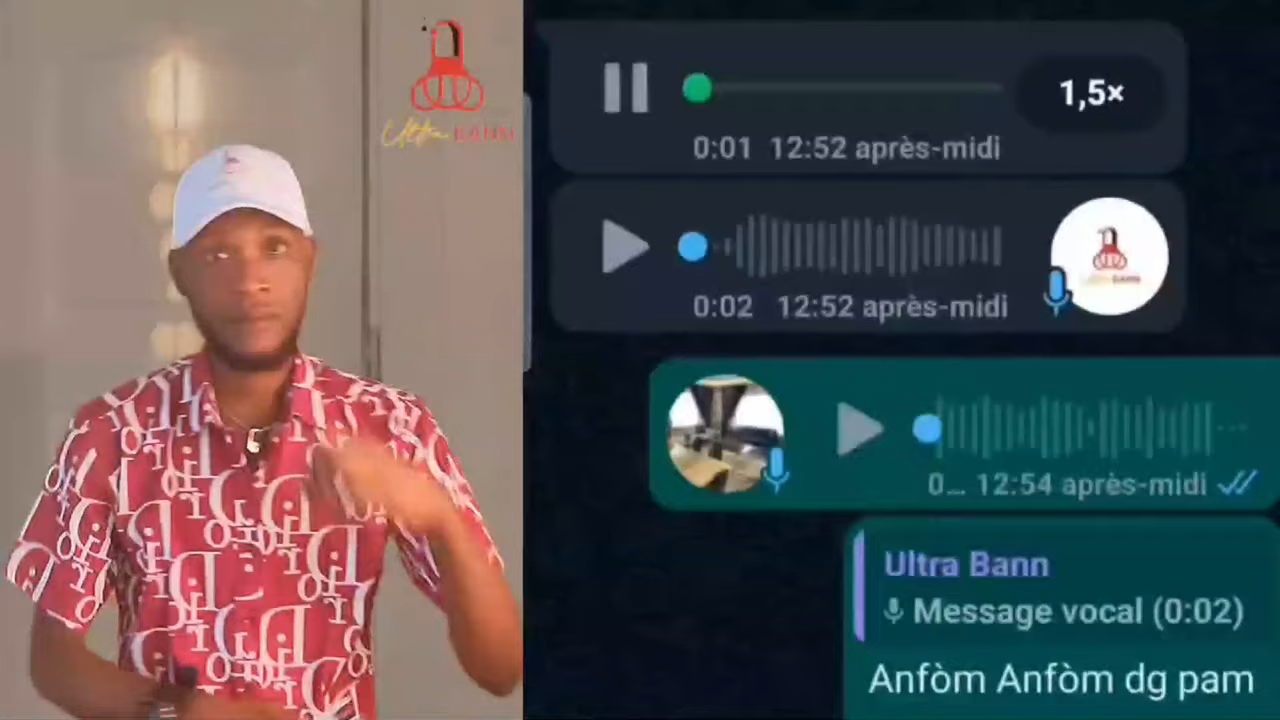 Ultra BANN
1,5×
0:01 12:52 après-midi
0:02 12:52 après-midi
0... 12:54 après-midi
Ultra Bann
Message vocal (0:02)
Anfòm Anfòm dg pam